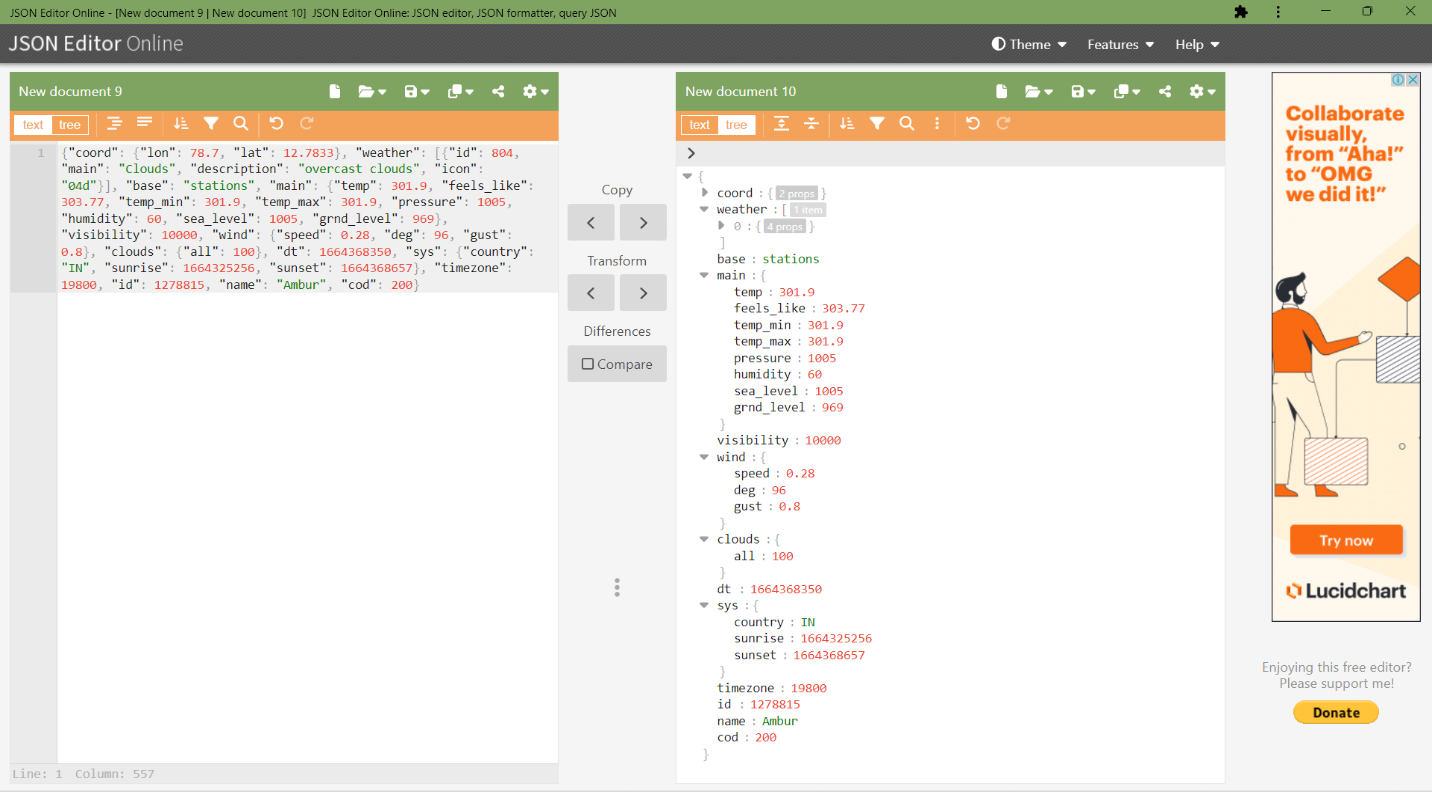 JSON Editor Online - [New document 9 | New document 10]  JSON Editor Online: JSON editor, JSON formatter, query JSON
JSON Editor Online
Theme
Features
Help
New document 9
text tree
1
{"coord": {"lon": 78.7, "lat": 12.7833}, "weather": [{"id": 804,
"main": "Clouds", "description": "overcast clouds", "icon":
"04d"}], "base": "stations", "main": {"temp": 301.9, "feels_like":
303.77, "temp_min": 301.9, "temp_max": 301.9, "pressure": 1005,
"humidity": 60, "sea_level": 1005, "grnd_level": 969},
"visibility": 10000, "wind": {"speed": 0.28, "deg": 96, "gust":
0.8}, "clouds": {"all": 100}, "dt": 1664368350, "sys": {"country":
"IN", "sunrise": 1664325256, "sunset": 1664368657}, "timezone":
19800, "id": 1278815, "name": "Ambur", "cod": 200}
Line: 1 Column: 557
Copy
Transform
Differences
Compare
New document 10
text tree
{
coord : { 2 props }
weather : [ 1 item
0 : { 4 props }
]
base : stations
main : {
temp : 301.9
feels_like : 303.77
temp_min : 301.9
temp_max : 301.9
pressure : 1005
humidity : 60
sea_level : 1005
grnd_level : 969
}
visibility : 10000
wind : {
speed : 0.28
deg : 96
gust : 0.8
}
clouds : {
all : 100
}
dt : 1664368350
sys : {
country : IN
sunrise : 1664325256
sunset : 1664368657
}
timezone : 19800
id : 1278815
name : Ambur
cod : 200
}
Collaborate
visually,
from “Aha!”
to “OMG
we did it!”
Try now
Lucidchart
Enjoying this free editor?
Please support me!
Donate